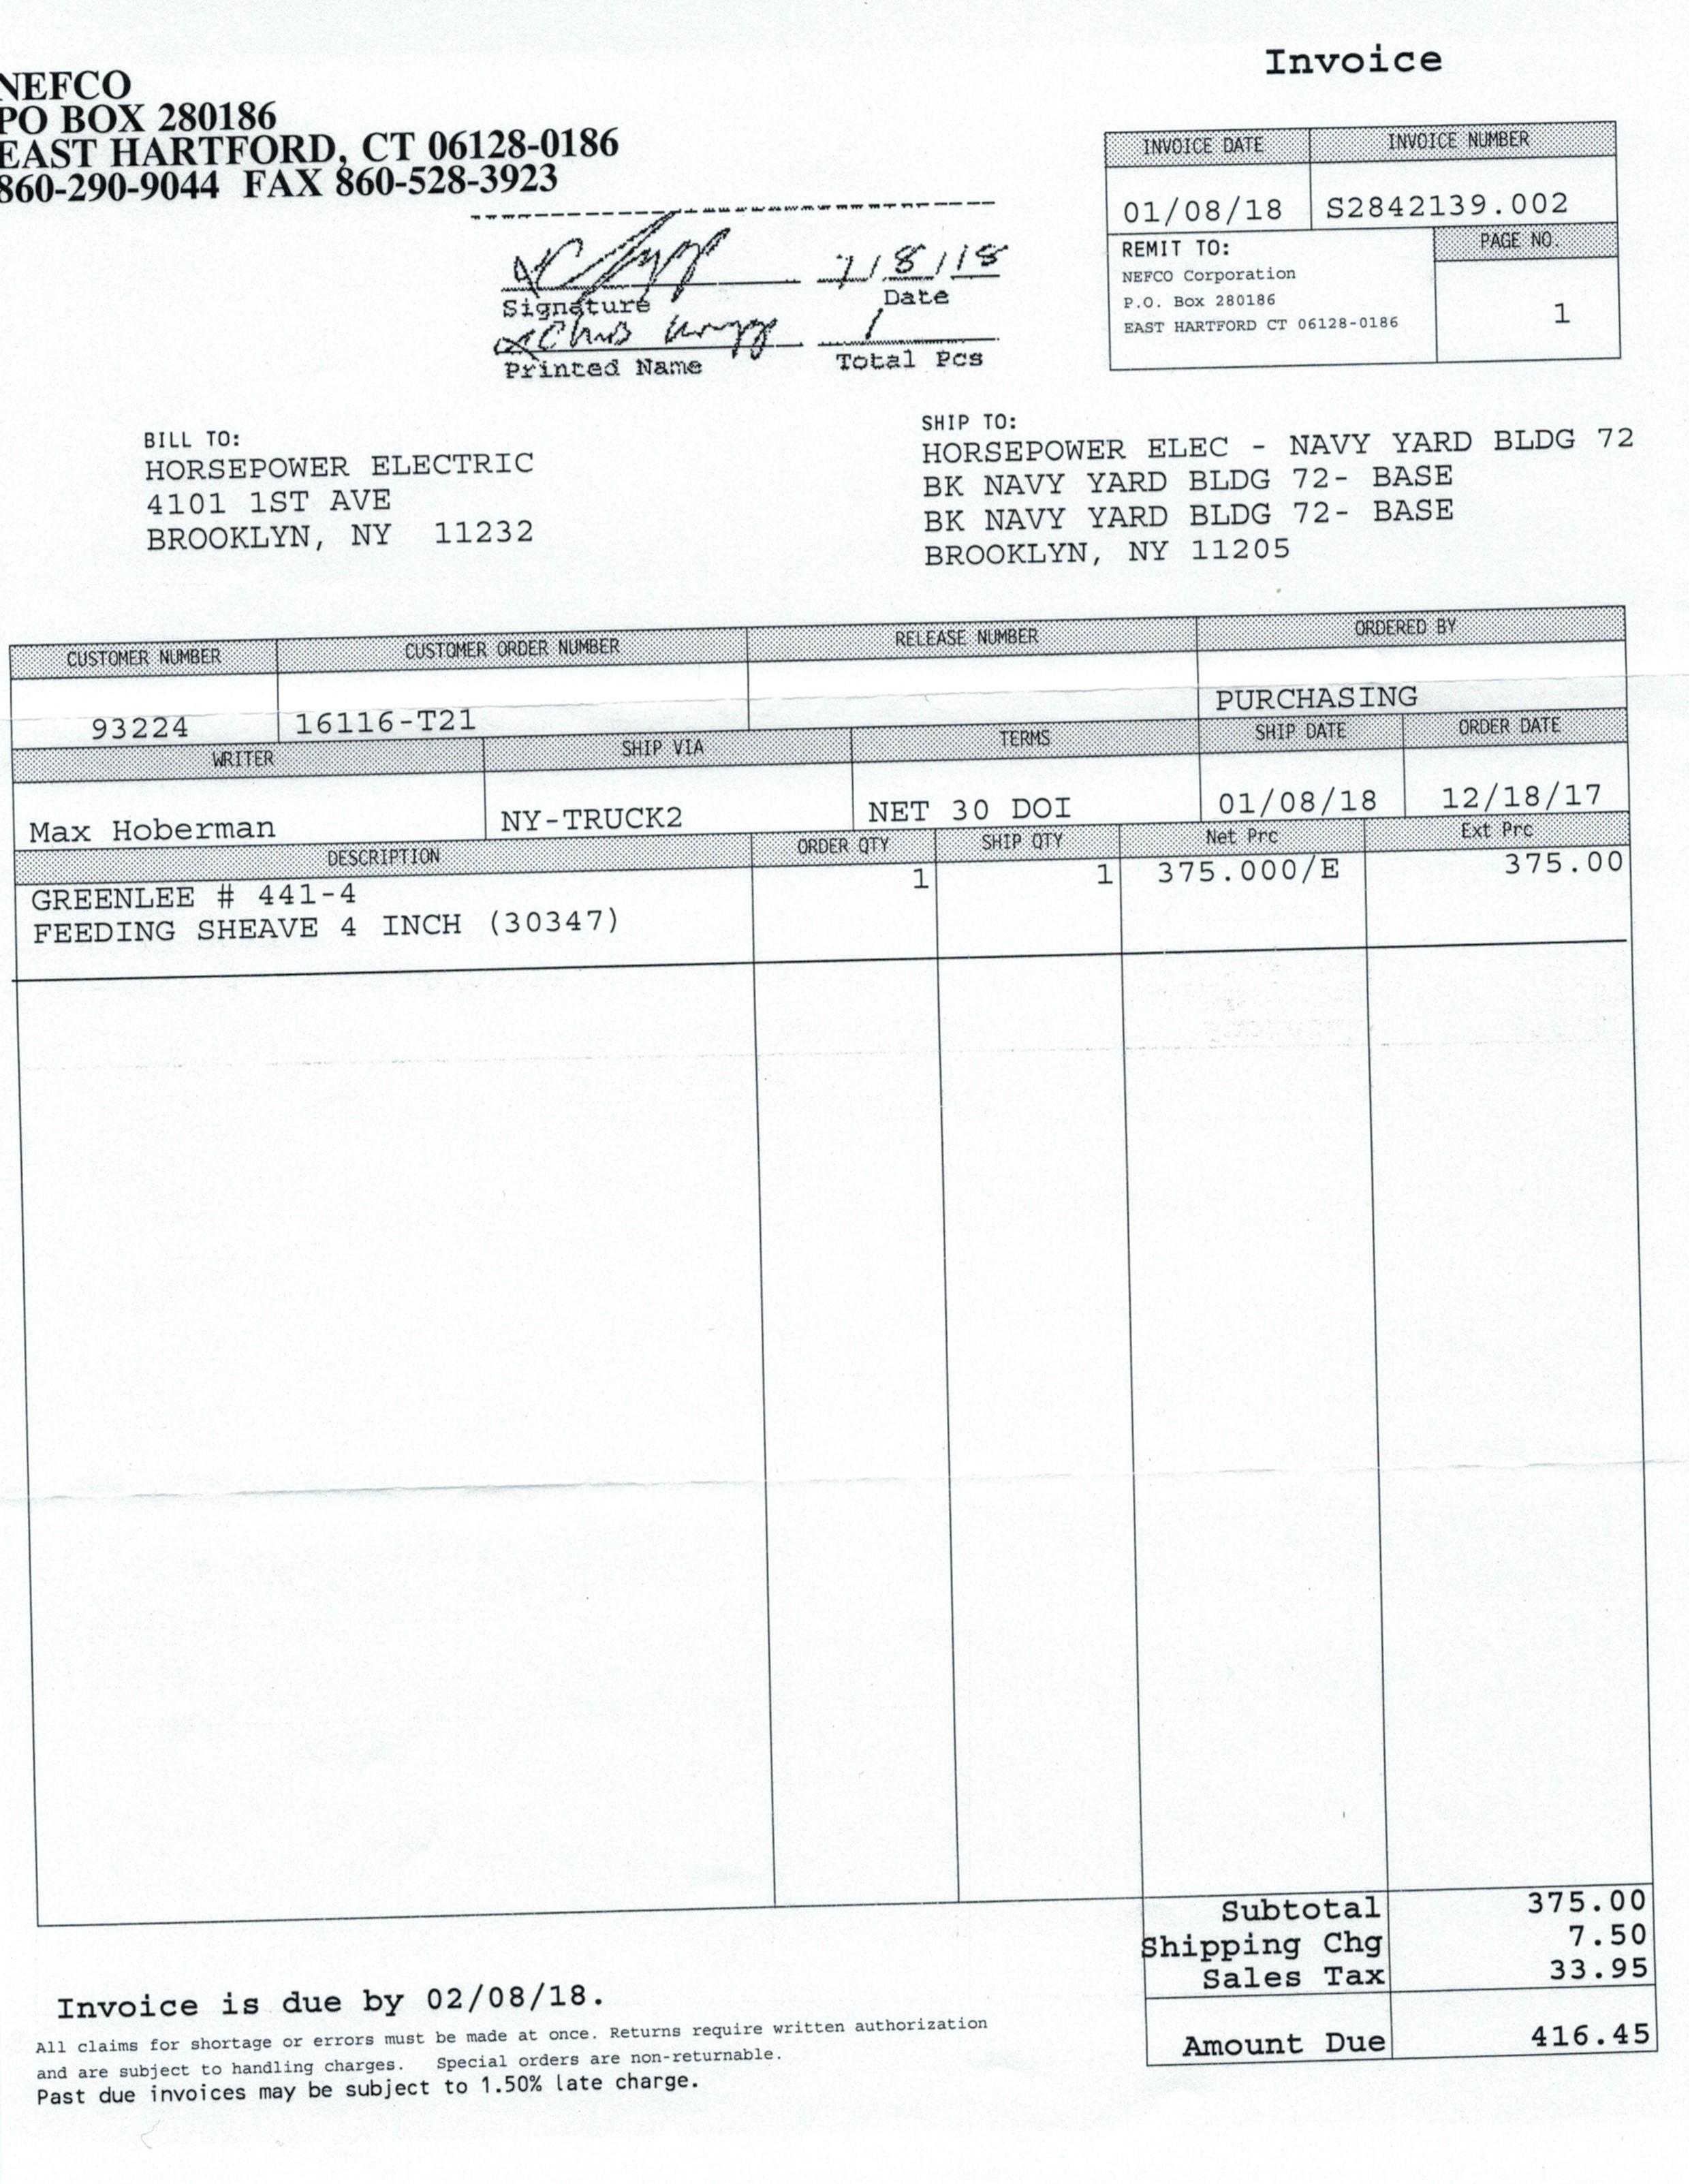 Invoice
NEFCO
PO BOX 280186
EAST HARTFORD, CT 06128-0186
860-290-9044 FAX 860-528-3923
INVOICE DATE INVOICE NUMBER
01/08/18 S2842139.002
REMIT TO: PAGE NO.
NEFCO Corporation
P.O. Box 280186
EAST HARTFORD CT 06128-0186
1
1/8/18
Signature Date
Chris 1
Printed Name Total Pcs
BILL TO:
HORSEPOWER ELECTRIC
4101 1ST AVE
BROOKLYN, NY 11232
SHIP TO:
HORSEPOWER ELEC - NAVY YARD BLDG 72
BK NAVY YARD BLDG 72- BASE
BK NAVY YARD BLDG 72- BASE
BROOKLYN, NY 11205
CUSTOMER NUMBER CUSTOMER ORDER NUMBER RELEASE NUMBER ORDERED BY
93224 16116-T21 PURCHASING
WRITER SHIP VIA TERMS SHIP DATE ORDER DATE
Max Hoberman NY-TRUCK2 NET 30 DOI 01/08/18 12/18/17
DESCRIPTION ORDER QTY SHIP QTY Net Prc Ext Prc
GREENLEE # 441-4 1 1 375.000/E 375.00
FEEDING SHEAVE 4 INCH (30347)
Subtotal 375.00
Shipping Chg 7.50
Sales Tax 33.95
Amount Due 416.45
Invoice is due by 02/08/18.
All claims for shortage or errors must be made at once. Returns require written authorization
and are subject to handling charges. Special orders are non-returnable.
Past due invoices may be subject to 1.50% late charge.